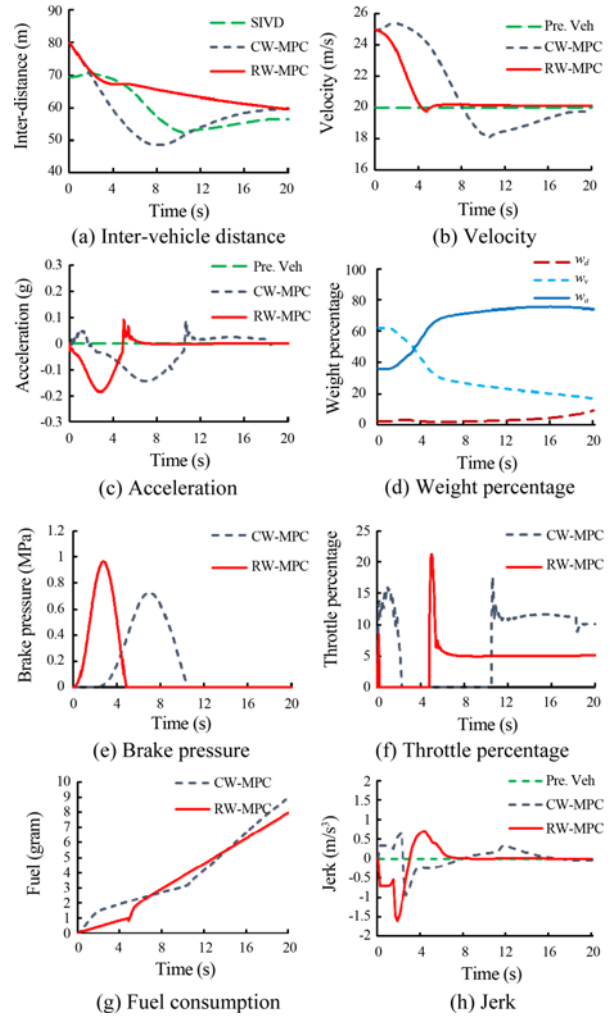 80
70
60
50
40
Inter-distance (m)
SIVD
CW-MPC
RW-MPC
0 4 8 12 16 20
Time (s)
(a) Inter-vehicle distance
26
24
22
20
18
16
Velocity (m/s)
Pre. Veh
CW-MPC
RW-MPC
0 4 8 12 16 20
Time (s)
(b) Velocity
0.3
0.2
0.1
0
-0.1
-0.2
-0.3
Acceleration (g)
Pre. Veh
CW-MPC
RW-MPC
0 4 8 12 16 20
Time (s)
(c) Acceleration
100
80
60
40
20
0
Weight percentage
w_d
w_v
w_a
0 4 8 12 16 20
Time (s)
(d) Weight percentage
1.2
1
0.8
0.6
0.4
0.2
0
Brake pressure (MPa)
CW-MPC
RW-MPC
0 4 8 12 16 20
Time (s)
(e) Brake pressure
25
20
15
10
5
0
Throttle percentage
CW-MPC
RW-MPC
0 4 8 12 16 20
Time (s)
(f) Throttle percentage
10
9
8
7
6
5
4
3
2
1
0
Fuel (gram)
CW-MPC
RW-MPC
0 4 8 12 16 20
Time (s)
(g) Fuel consumption
2
1.5
1
0.5
0
-0.5
-1
-1.5
-2
Jerk (m/s³)
Pre. Veh
CW-MPC
RW-MPC
0 4 8 12 16 20
Time (s)
(h) Jerk